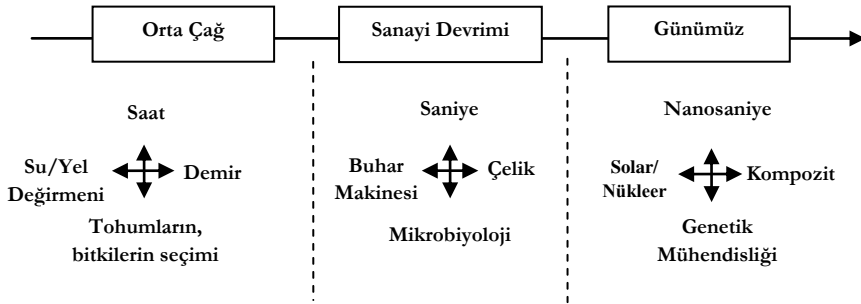 Orta Çağ
Sanayi Devrimi
Günümüz
Saat
Su/Yel
Değirmeni
Demir
Tohumların,
bitkilerin seçimi
Saniye
Buhar
Makinesi
Çelik
Mikrobiyoloji
Nanosaniye
Solar/
Nükleer
Kompozit
Genetik
Mühendisliği